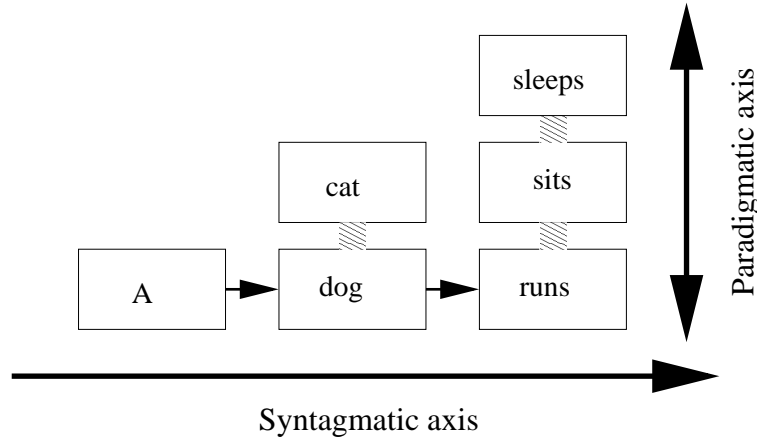 sleeps
cat
sits
A
dog
runs
Paradigmatic axis
Syntagmatic axis